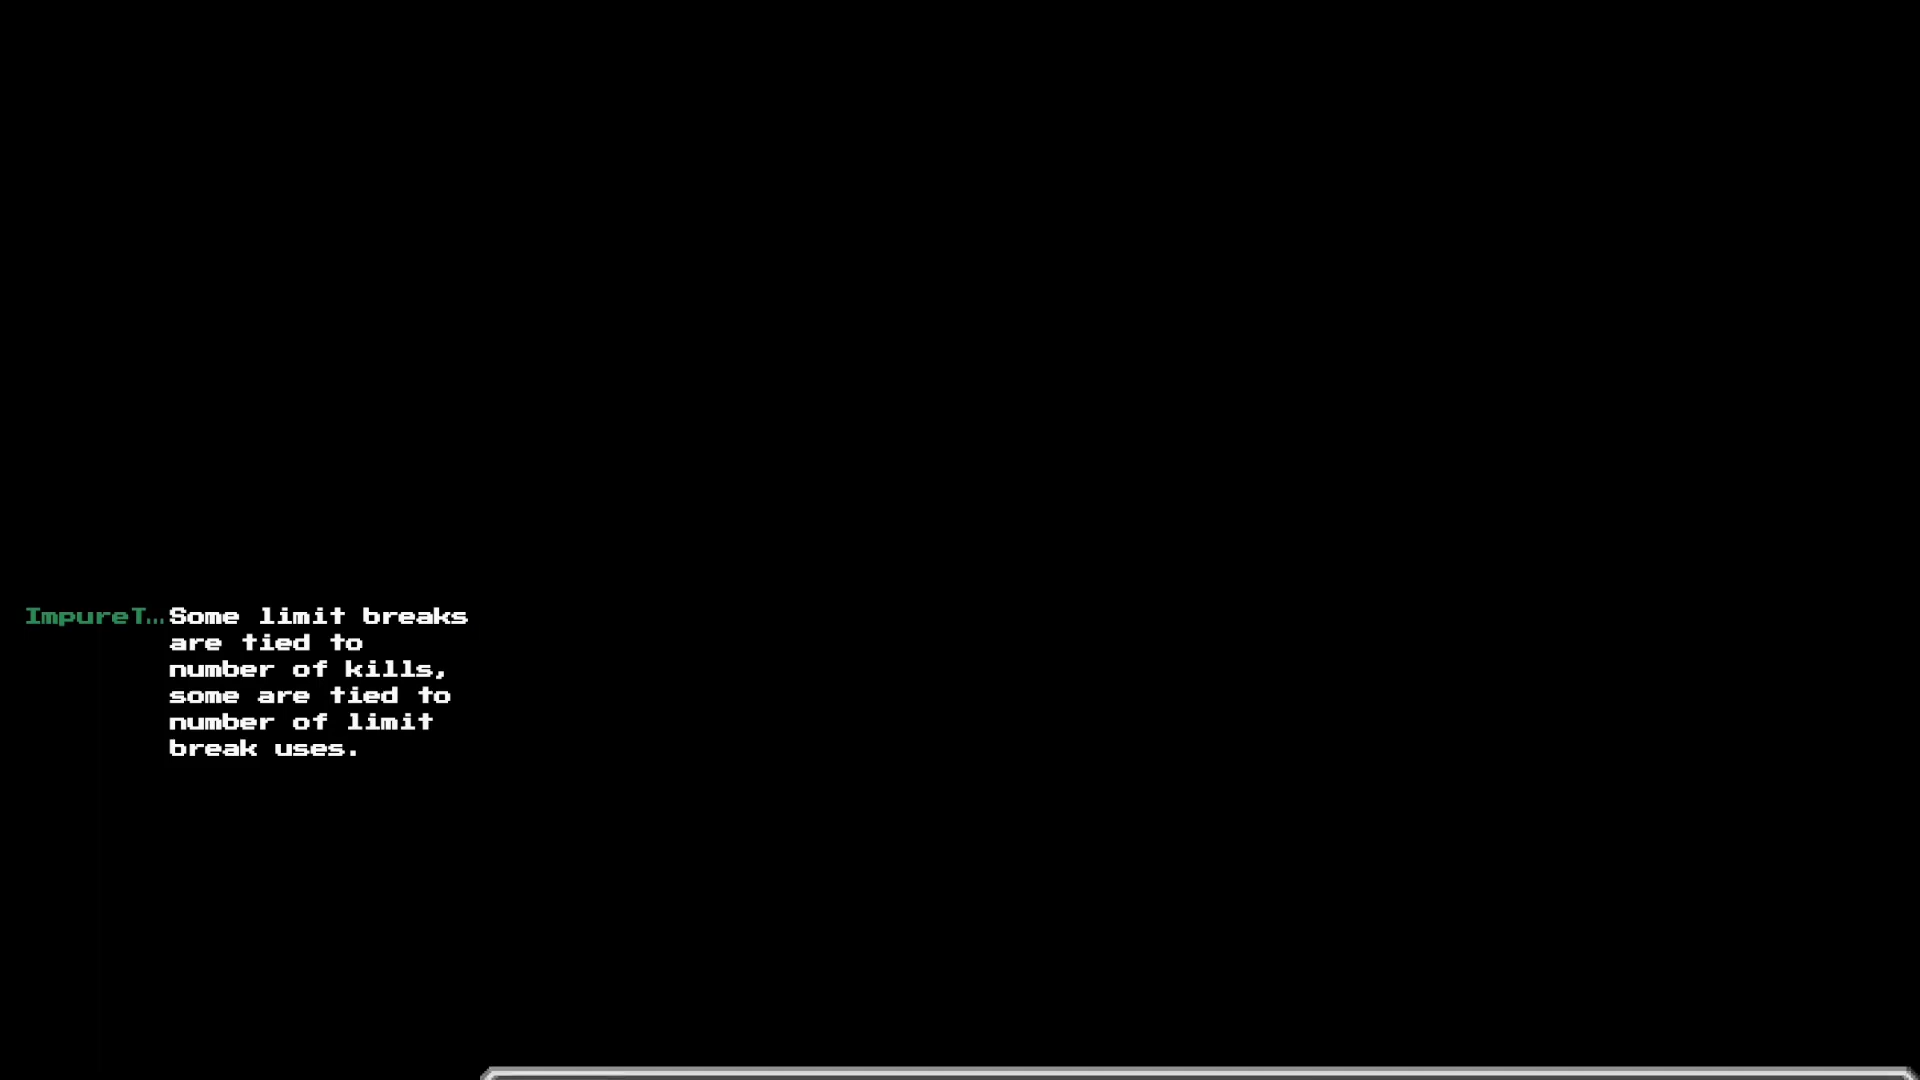 ImpureT… Some limit breaks
are tied to
number of kills,
some are tied to
number of limit
break uses.